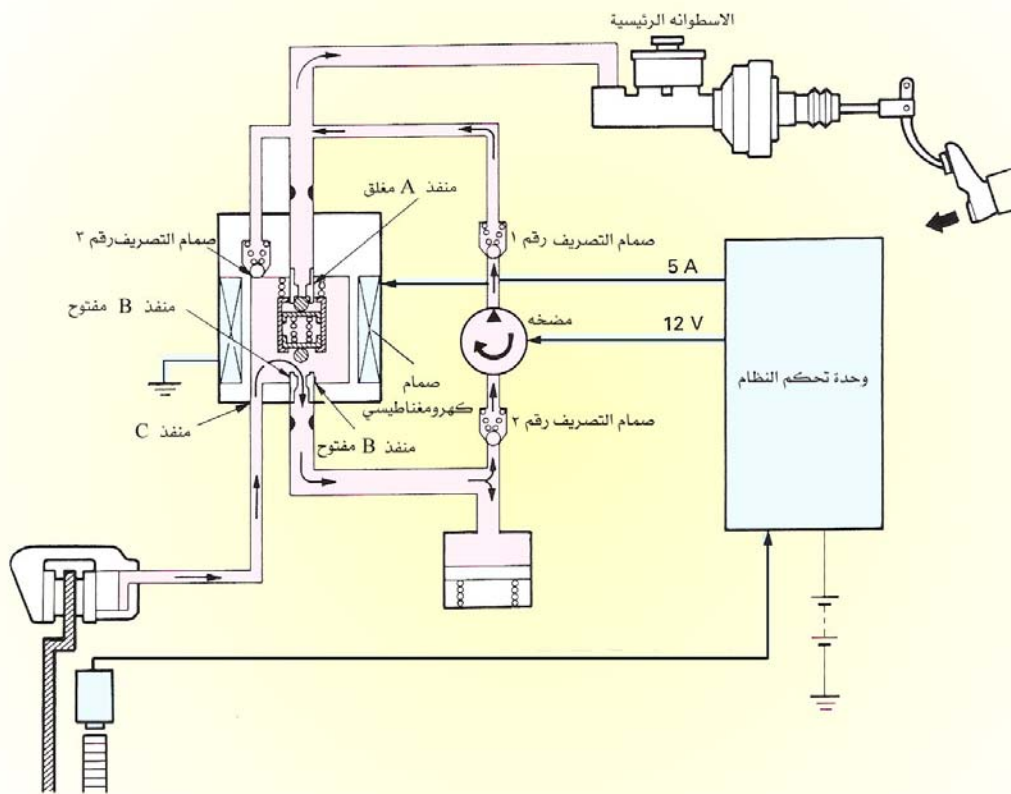 الاسطوانه الرئيسية
منفذ A مغلق
صمام التصريف رقم ٣
صمام التصريف رقم ١
5 A
منفذ B مفتوح
مضخه
12 V
وحدة تحكم النظام
صمام
كهرومغناطيسي
منفذ C
منفذ B مفتوح
صمام التصريف رقم ٢